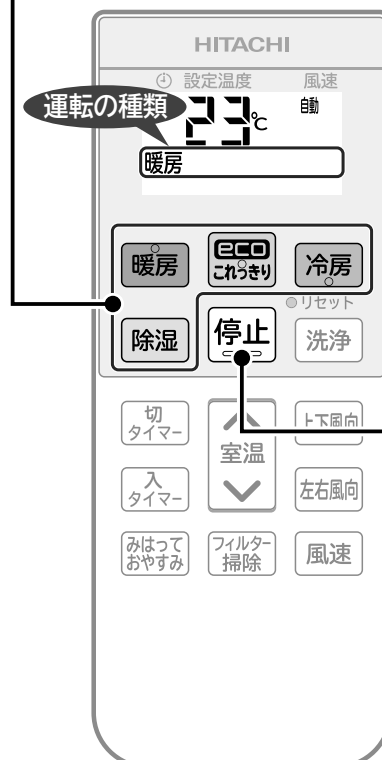 HITACHI
設定温度 風速
運転の種類
23℃ 自動
暖房
暖房 eco これっきり 冷房
リセット
除湿 停止 洗浄
切タイマー 上下風向
室温
入タイマー 左右風向
みはっておやすみ フィルター掃除 風速